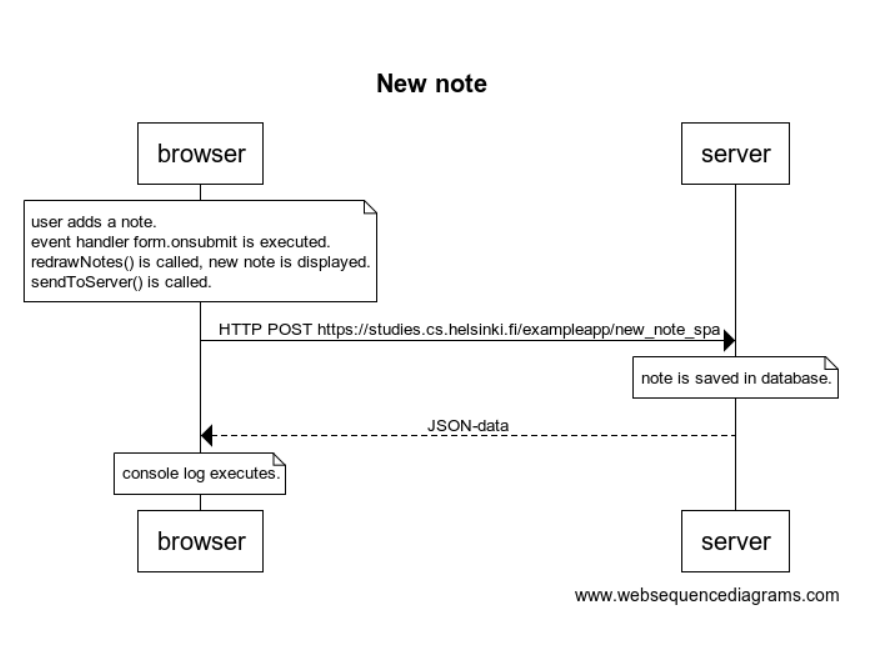 New note
browser
server
user adds a note.
event handler form.onsubmit is executed.
redrawNotes() is called, new note is displayed.
sendToServer() is called.
HTTP POST https://studies.cs.helsinki.fi/exampleapp/new_note_spa
note is saved in database.
JSON-data
console log executes.
browser
server
www.websequencediagrams.com